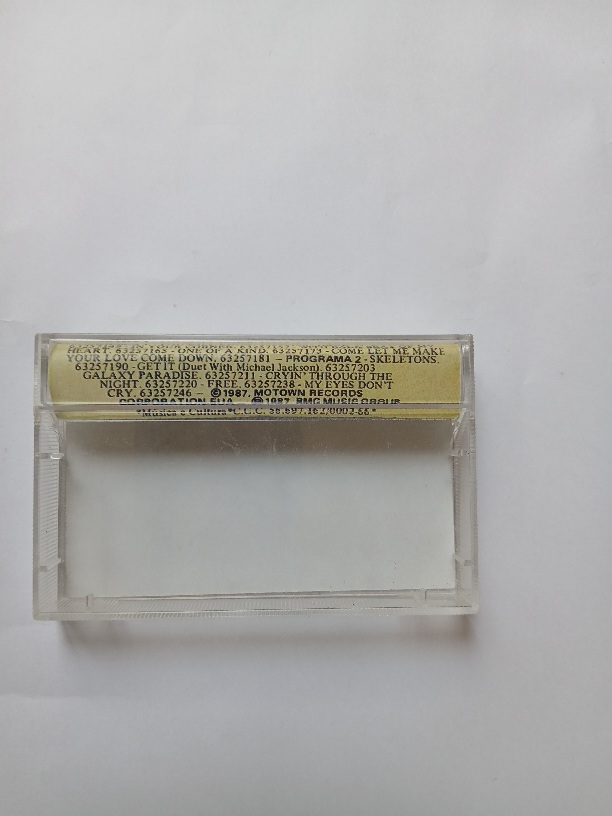 HEART. 63257165 - ONE OF A KIND. 63257173 - COME LET ME MAKE
YOUR LOVE COME DOWN. 63257181 — PROGRAMA 2 - SKELETONS.
63257190 - GET IT (Duet With Michael Jackson). 63257203
GALAXY PARADISE. 63257211 - CRYIN' THROUGH THE
NIGHT. 63257220 - FREE. 63257238 - MY EYES DON'T
CRY. 63257246 — ©1987. MOTOWN RECORDS
CORPORATION EUA — ℗1987. BMG MUSIC GROUP
"Música é Cultura" C.G.C. 56.697.162/0002-66"